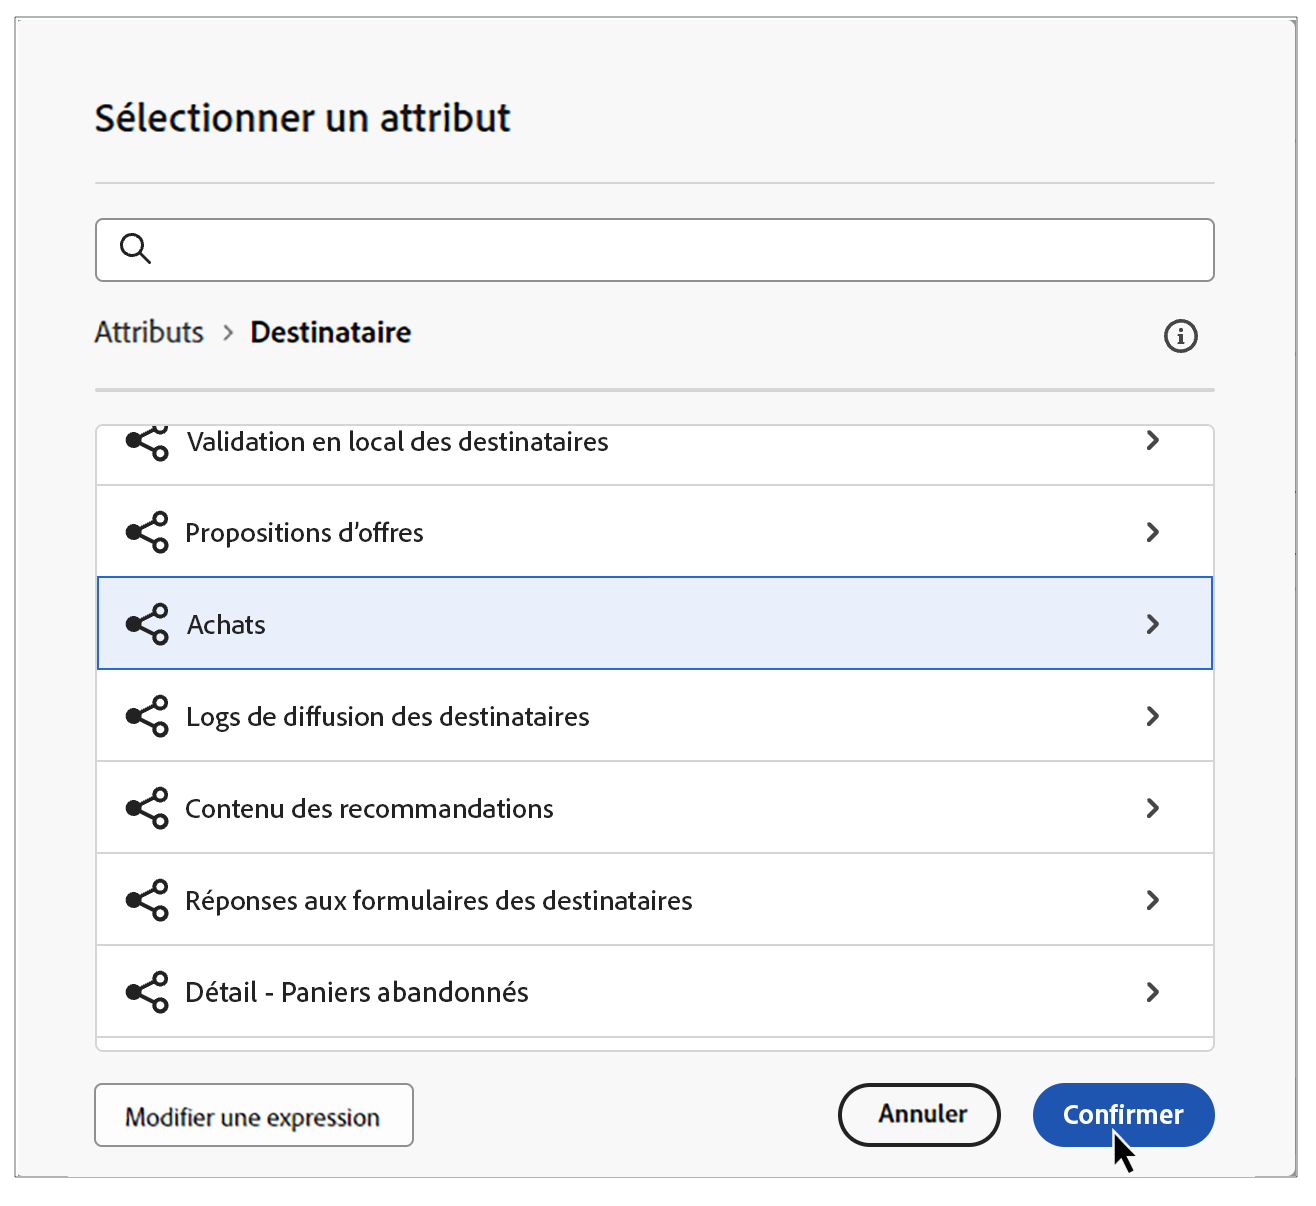 Sélectionner un attribut
Attributs > Destinataire
Validation en local des destinataires
Propositions d’offres
Achats
Logs de diffusion des destinataires
Contenu des recommandations
Réponses aux formulaires des destinataires
Détail - Paniers abandonnés
Modifier une expression
Annuler
Confirmer